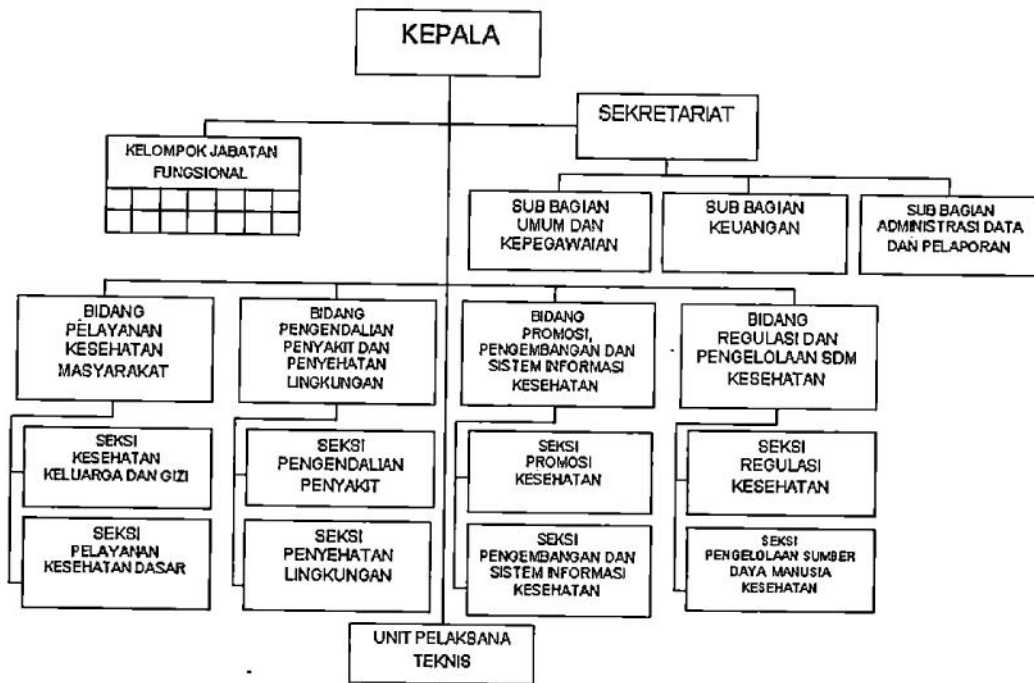 KEPALA
SEKRETARIAT
KELOMPOK JABATAN
FUNGSIONAL
SUB BAGIAN
UMUM DAN
KEPEGAWAIAN
SUB BAGIAN
KEUANGAN
SUB BAGIAN
ADMINISTRASI DATA
DAN PELAPORAN
BIDANG
PELAYANAN
KESEHATAN
MASYARAKAT
BIDANG
PENGENDALIAN
PENYAKIT DAN
PENYEHATAN
LINGKUNGAN
BIDANG
PROMOSI,
PENGEMBANGAN DAN
SISTEM INFORMASI
KESEHATAN
BIDANG
REGULASI DAN
PENGELOLAAN SDM
KESEHATAN
SEKSI
KESEHATAN
KELUARGA DAN GIZI
SEKSI
PENGENDALIAN
PENYAKIT
SEKSI
PROMOSI
KESEHATAN
SEKSI
REGULASI
KESEHATAN
SEKSI
PELAYANAN
KESEHATAN DASAR
SEKSI
PENYEHATAN
LINGKUNGAN
SEKSI
PENGEMBANGAN DAN
SISTEM INFORMASI
KESEHATAN
SEKSI
PENGELOLAAN SUMBER
DAYA MANUSIA
KESEHATAN
UNIT PELAKSANA
TEKNIS